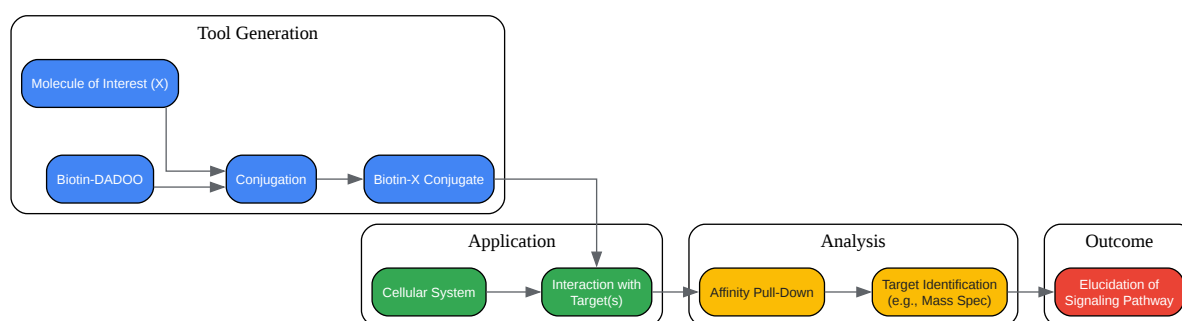 Tool Generation
Molecule of Interest (X)
Biotin-DADOO
Conjugation
Biotin-X Conjugate
Application
Cellular System
Interaction with
Target(s)
Analysis
Affinity Pull-Down
Target Identification
(e.g., Mass Spec)
Outcome
Elucidation of
Signaling Pathway